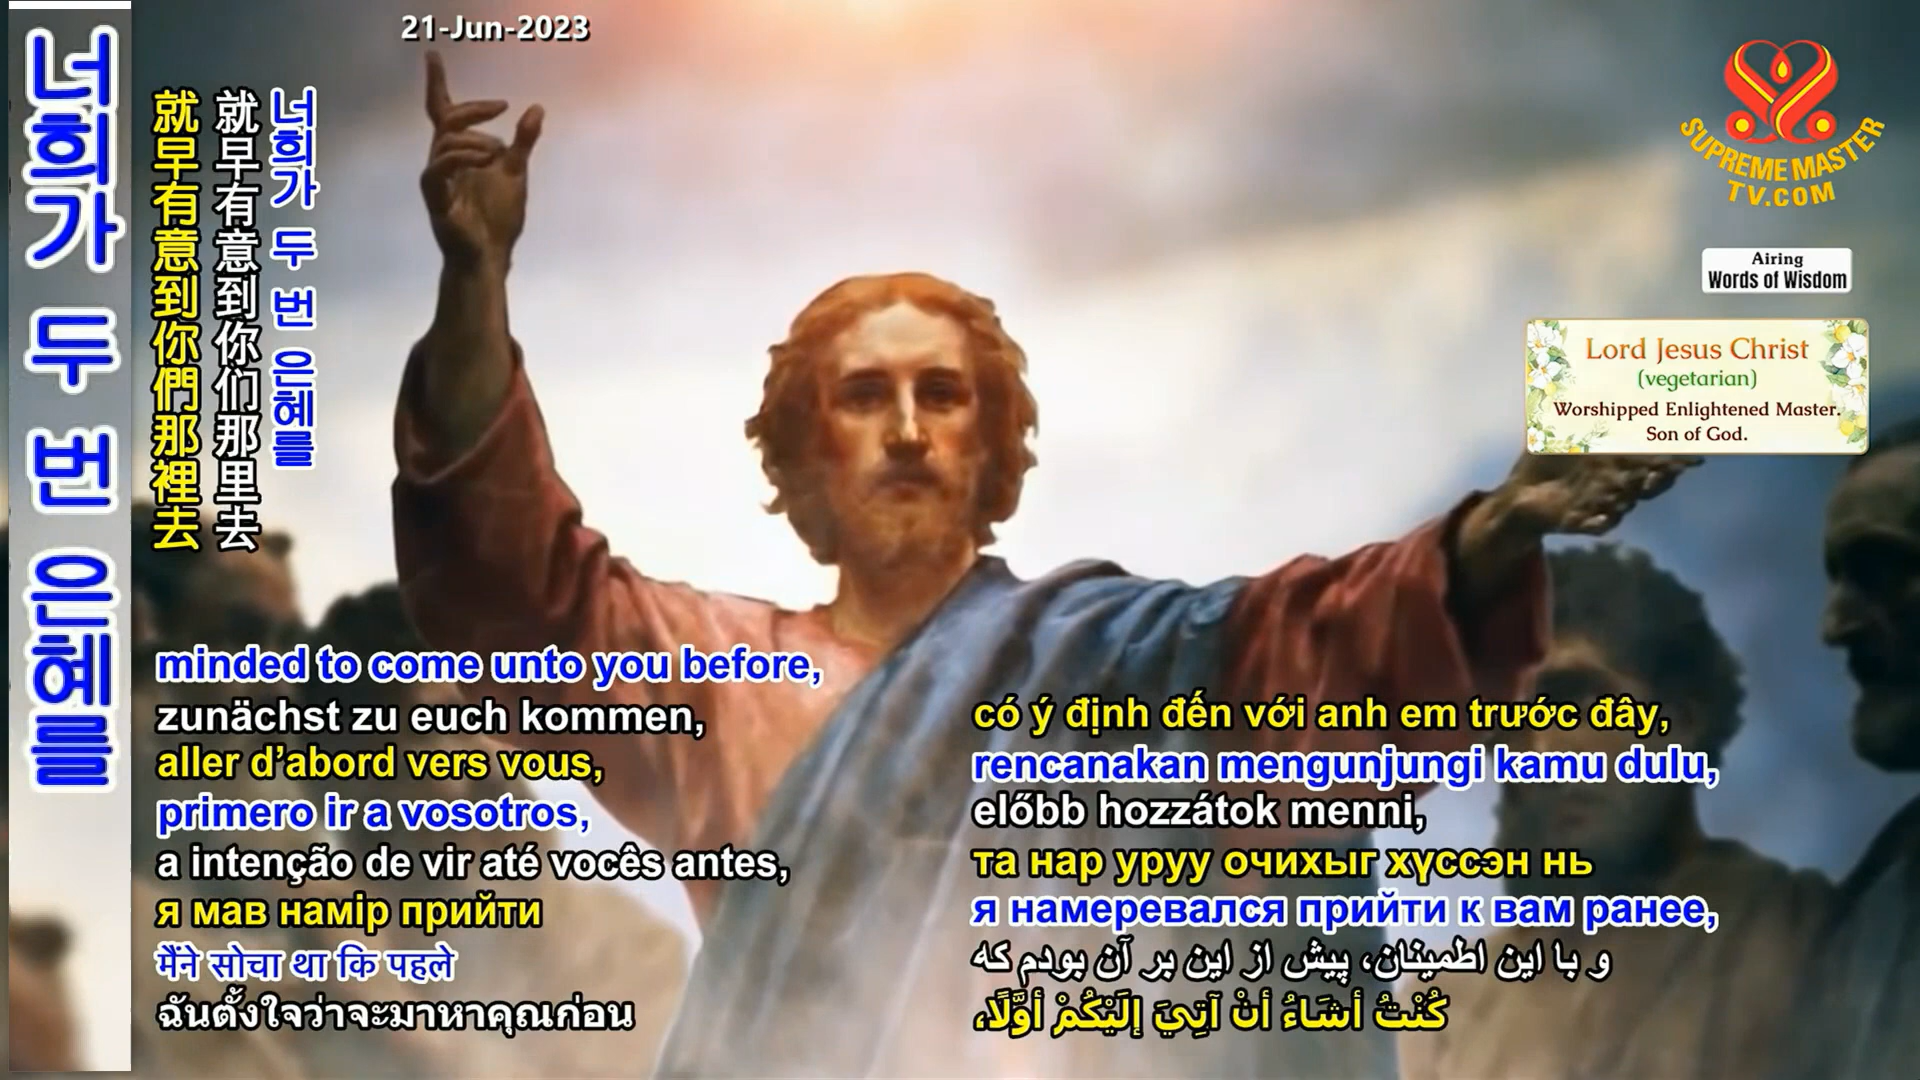 너희가 두 번 은혜를
21-Jun-2023
너희가 두 번 은혜를
就早有意到你们那里去
就早有意到你們那裡去
SUPREME MASTER
TV.COM
Airing
Words of Wisdom
Lord Jesus Christ
(vegetarian)
Worshipped Enlightened Master.
Son of God.
minded to come unto you before,
zunächst zu euch kommen,
aller d’abord vers vous,
primero ir a vosotros,
a intenção de vir até vocês antes,
я мав намір прийти
मैंने सोचा था कि पहले
ฉันตั้งใจว่าจะมาหาคุณก่อน
có ý định đến với anh em trước đây,
rencanakan mengunjungi kamu dulu,
előbb hozzátok menni,
та нар уруу очихыг хүссэн нь
я намеревался прийти к вам ранее,
و با این اطمینان، پیش از این بر آن بودم که
كُنْتُ أَشَاءُ أَنْ آتِيَ إِلَيْكُمْ أَوَّلًا،